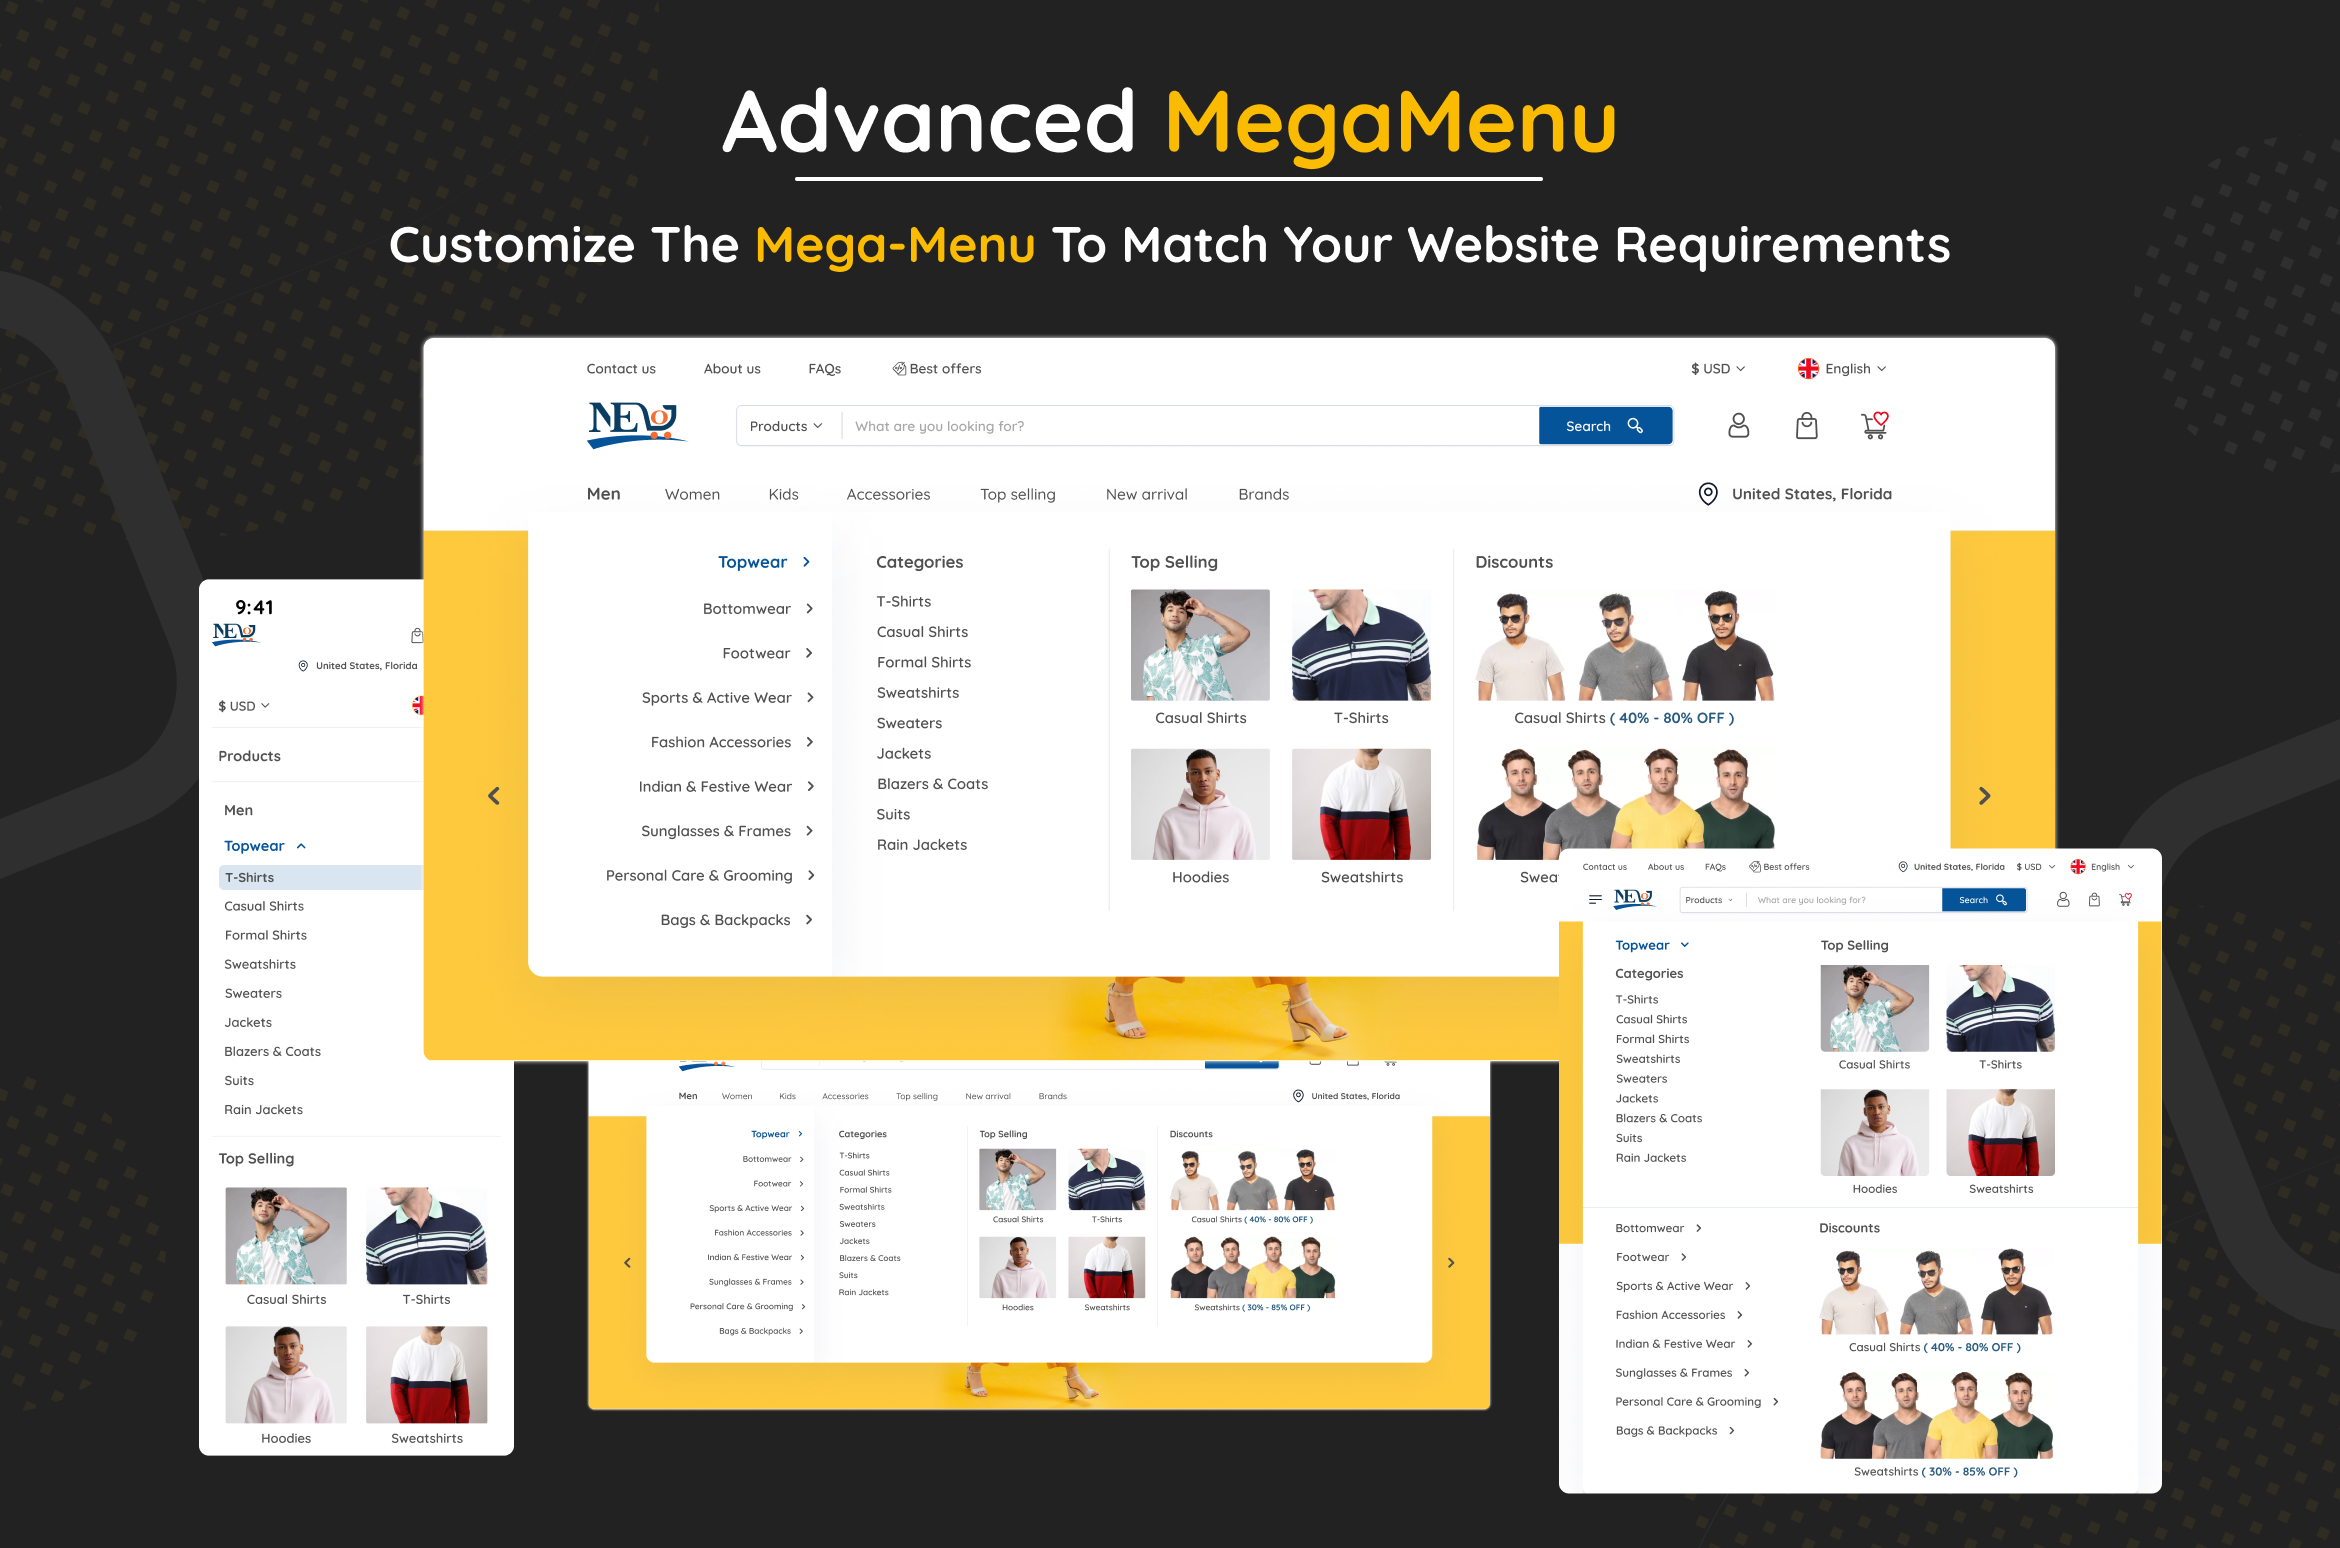 Advanced MegaMenu
Customize The Mega-Menu To Match Your Website Requirements
Contact us About us FAQs Best offers $ USD English
NEW Products What are you looking for? Search
Men Women Kids Accessories Top selling New arrival Brands United States, Florida
Topwear
Bottomwear
Footwear
Sports & Active Wear
Fashion Accessories
Indian & Festive Wear
Sunglasses & Frames
Personal Care & Grooming
Bags & Backpacks
Categories
T-Shirts
Casual Shirts
Formal Shirts
Sweatshirts
Sweaters
Jackets
Blazers & Coats
Suits
Rain Jackets
Top Selling
Casual Shirts T-Shirts
Hoodies Sweatshirts
Discounts
Casual Shirts ( 40% - 80% OFF )
Swea
9:41
NEW
United States, Florida
$ USD
Products
Men
Topwear
T-Shirts
Casual Shirts
Formal Shirts
Sweatshirts
Sweaters
Jackets
Blazers & Coats
Suits
Rain Jackets
Top Selling
Casual Shirts T-Shirts
Hoodies Sweatshirts
Men Women Kids Accessories Top selling New arrival Brands United States, Florida
Topwear
Bottomwear
Footwear
Sports & Active Wear
Fashion Accessories
Indian & Festive Wear
Sunglasses & Frames
Personal Care & Grooming
Bags & Backpacks
Categories
T-Shirts
Casual Shirts
Formal Shirts
Sweatshirts
Sweaters
Jackets
Blazers & Coats
Suits
Rain Jackets
Top Selling
Casual Shirts T-Shirts
Hoodies Sweatshirts
Discounts
Casual Shirts ( 40% - 80% OFF )
Sweatshirts ( 30% - 85% OFF )
Contact us About us FAQs Best offers United States, Florida $ USD English
NEW Products What are you looking for? Search
Topwear
Categories
T-Shirts
Casual Shirts
Formal Shirts
Sweatshirts
Sweaters
Jackets
Blazers & Coats
Suits
Rain Jackets
Top Selling
Casual Shirts T-Shirts
Hoodies Sweatshirts
Bottomwear
Footwear
Sports & Active Wear
Fashion Accessories
Indian & Festive Wear
Sunglasses & Frames
Personal Care & Grooming
Bags & Backpacks
Discounts
Casual Shirts ( 40% - 80% OFF )
Sweatshirts ( 30% - 85% OFF )